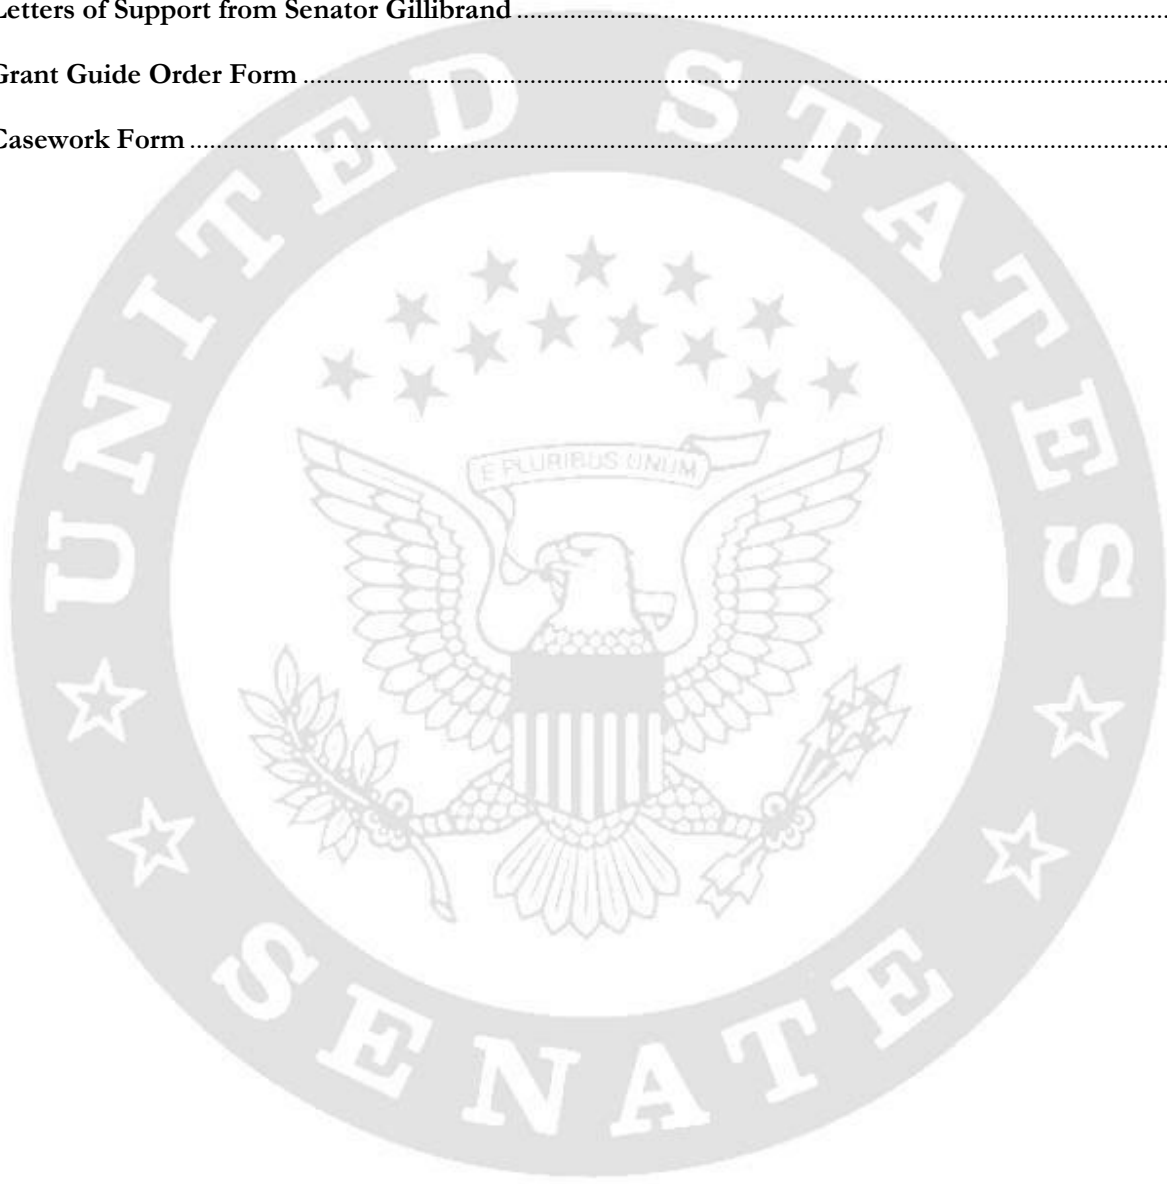 Letters of Support from Senator Gillibrand
Grant Guide Order Form
Casework Form
UNITED STATES
E PLURIBUS UNUM
SENATE